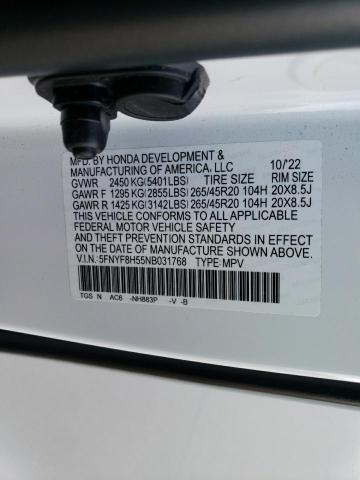 MFD. BY HONDA DEVELOPMENT & 10/'22
MANUFACTURING OF AMERICA, LLC
GVWR 2450 KG(5401LBS) TIRE SIZE RIM SIZE
GAWR F 1295 KG(2855LBS) 265/45R20 104H 20X8.5J
GAWR R 1425 KG(3142LBS) 265/45R20 104H 20X8.5J
THIS VEHICLE CONFORMS TO ALL APPLICABLE
FEDERAL MOTOR VEHICLE SAFETY, BUMPER,
AND THEFT PREVENTION STANDARDS IN EFFECT
ON THE DATE OF MANUFACTURE SHOWN ABOVE.
V.I.N.: 5FNYF8H55NB031768 TYPE: MPV
TGS N AC6 -NH883P -V -B